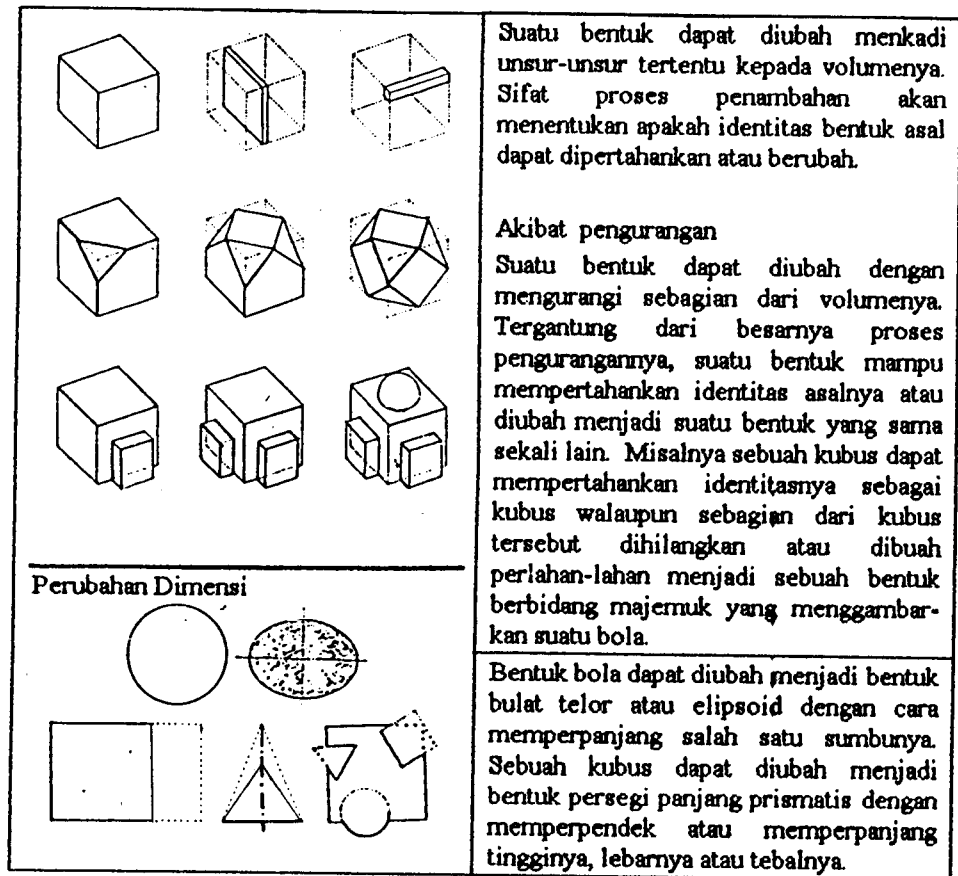 Suatu bentuk dapat diubah menkadi
unsur-unsur tertentu kepada volumenya.
Sifat proses penambahan akan
menentukan apakah identitas bentuk asal
dapat dipertahankan atau berubah.
Akibat pengurangan
Suatu bentuk dapat diubah dengan
mengurangi sebagian dari volumenya.
Tergantung dari besarnya proses
pengurangannya, suatu bentuk mampu
mempertahankan identitas asalnya atau
diubah menjadi suatu bentuk yang sama
sekali lain. Misalnya sebuah kubus dapat
mempertahankan identitasnya sebagai
kubus walaupun sebagian dari kubus
tersebut dihilangkan atau dibuah
perlahan-lahan menjadi sebuah bentuk
berbidang majemuk yang menggambar-
kan suatu bola.
Perubahan Dimensi
Bentuk bola dapat diubah menjadi bentuk
bulat telor atau elipsoid dengan cara
memperpanjang salah satu sumbunya.
Sebuah kubus dapat diubah menjadi
bentuk persegi panjang prismatis dengan
memperpendek atau memperpanjang
tingginya, lebarnya atau tebalnya.